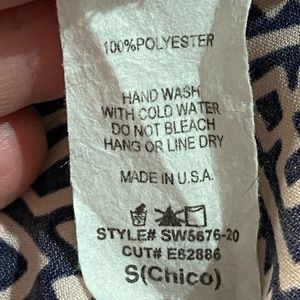 100%POLYESTER
HAND WASH
WITH COLD WATER
DO NOT BLEACH
HANG OR LINE DRY
MADE IN U.S.A.
STYLE# SW5676-20
CUT# E62886
S(Chico)